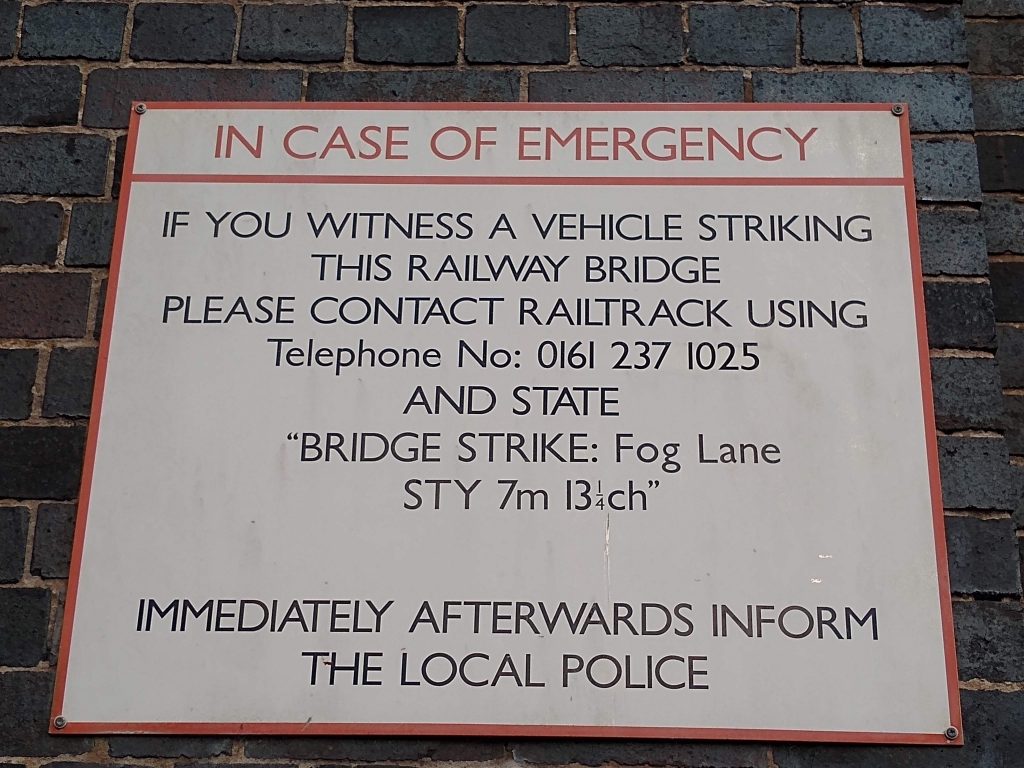 IN CASE OF EMERGENCY
IF YOU WITNESS A VEHICLE STRIKING
THIS RAILWAY BRIDGE
PLEASE CONTACT RAILTRACK USING
Telephone No: 0161 237 1025
AND STATE
“BRIDGE STRIKE: Fog Lane
STY 7m 13¼ch”
IMMEDIATELY AFTERWARDS INFORM
THE LOCAL POLICE